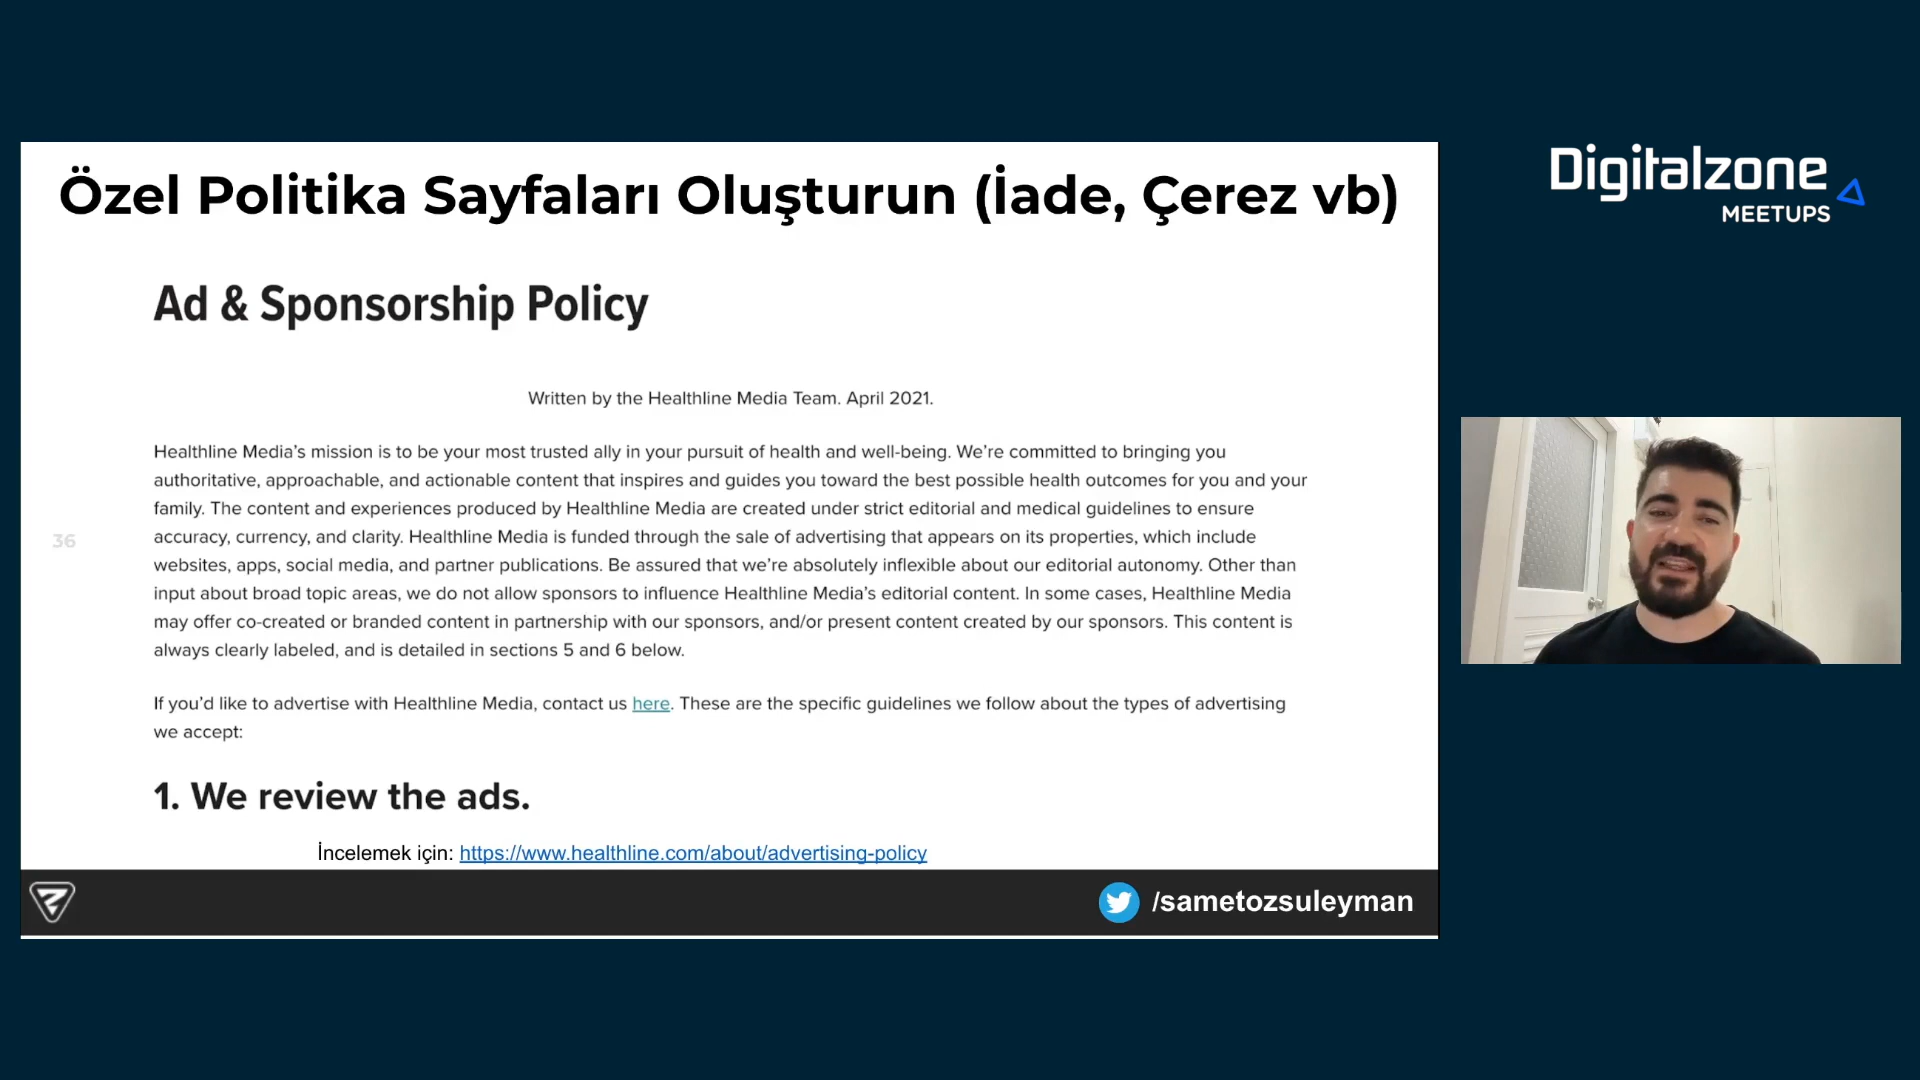 Özel Politika Sayfaları Oluşturun (İade, Çerez vb)
Ad & Sponsorship Policy
Written by the Healthline Media Team. April 2021.
Healthline Media’s mission is to be your most trusted ally in your pursuit of health and well-being. We’re committed to bringing you
authoritative, approachable, and actionable content that inspires and guides you toward the best possible health outcomes for you and your
family. The content and experiences produced by Healthline Media are created under strict editorial and medical guidelines to ensure
accuracy, currency, and clarity. Healthline Media is funded through the sale of advertising that appears on its properties, which include
websites, apps, social media, and partner publications. Be assured that we’re absolutely inflexible about our editorial autonomy. Other than
input about broad topic areas, we do not allow sponsors to influence Healthline Media’s editorial content. In some cases, Healthline Media
may offer co-created or branded content in partnership with our sponsors, and/or present content created by our sponsors. This content is
always clearly labeled, and is detailed in sections 5 and 6 below.
If you’d like to advertise with Healthline Media, contact us here. These are the specific guidelines we follow about the types of advertising
we accept:
1. We review the ads.
İncelemek için: https://www.healthline.com/about/advertising-policy
36
/sametozsuleyman
Digitalzone
MEETUPS